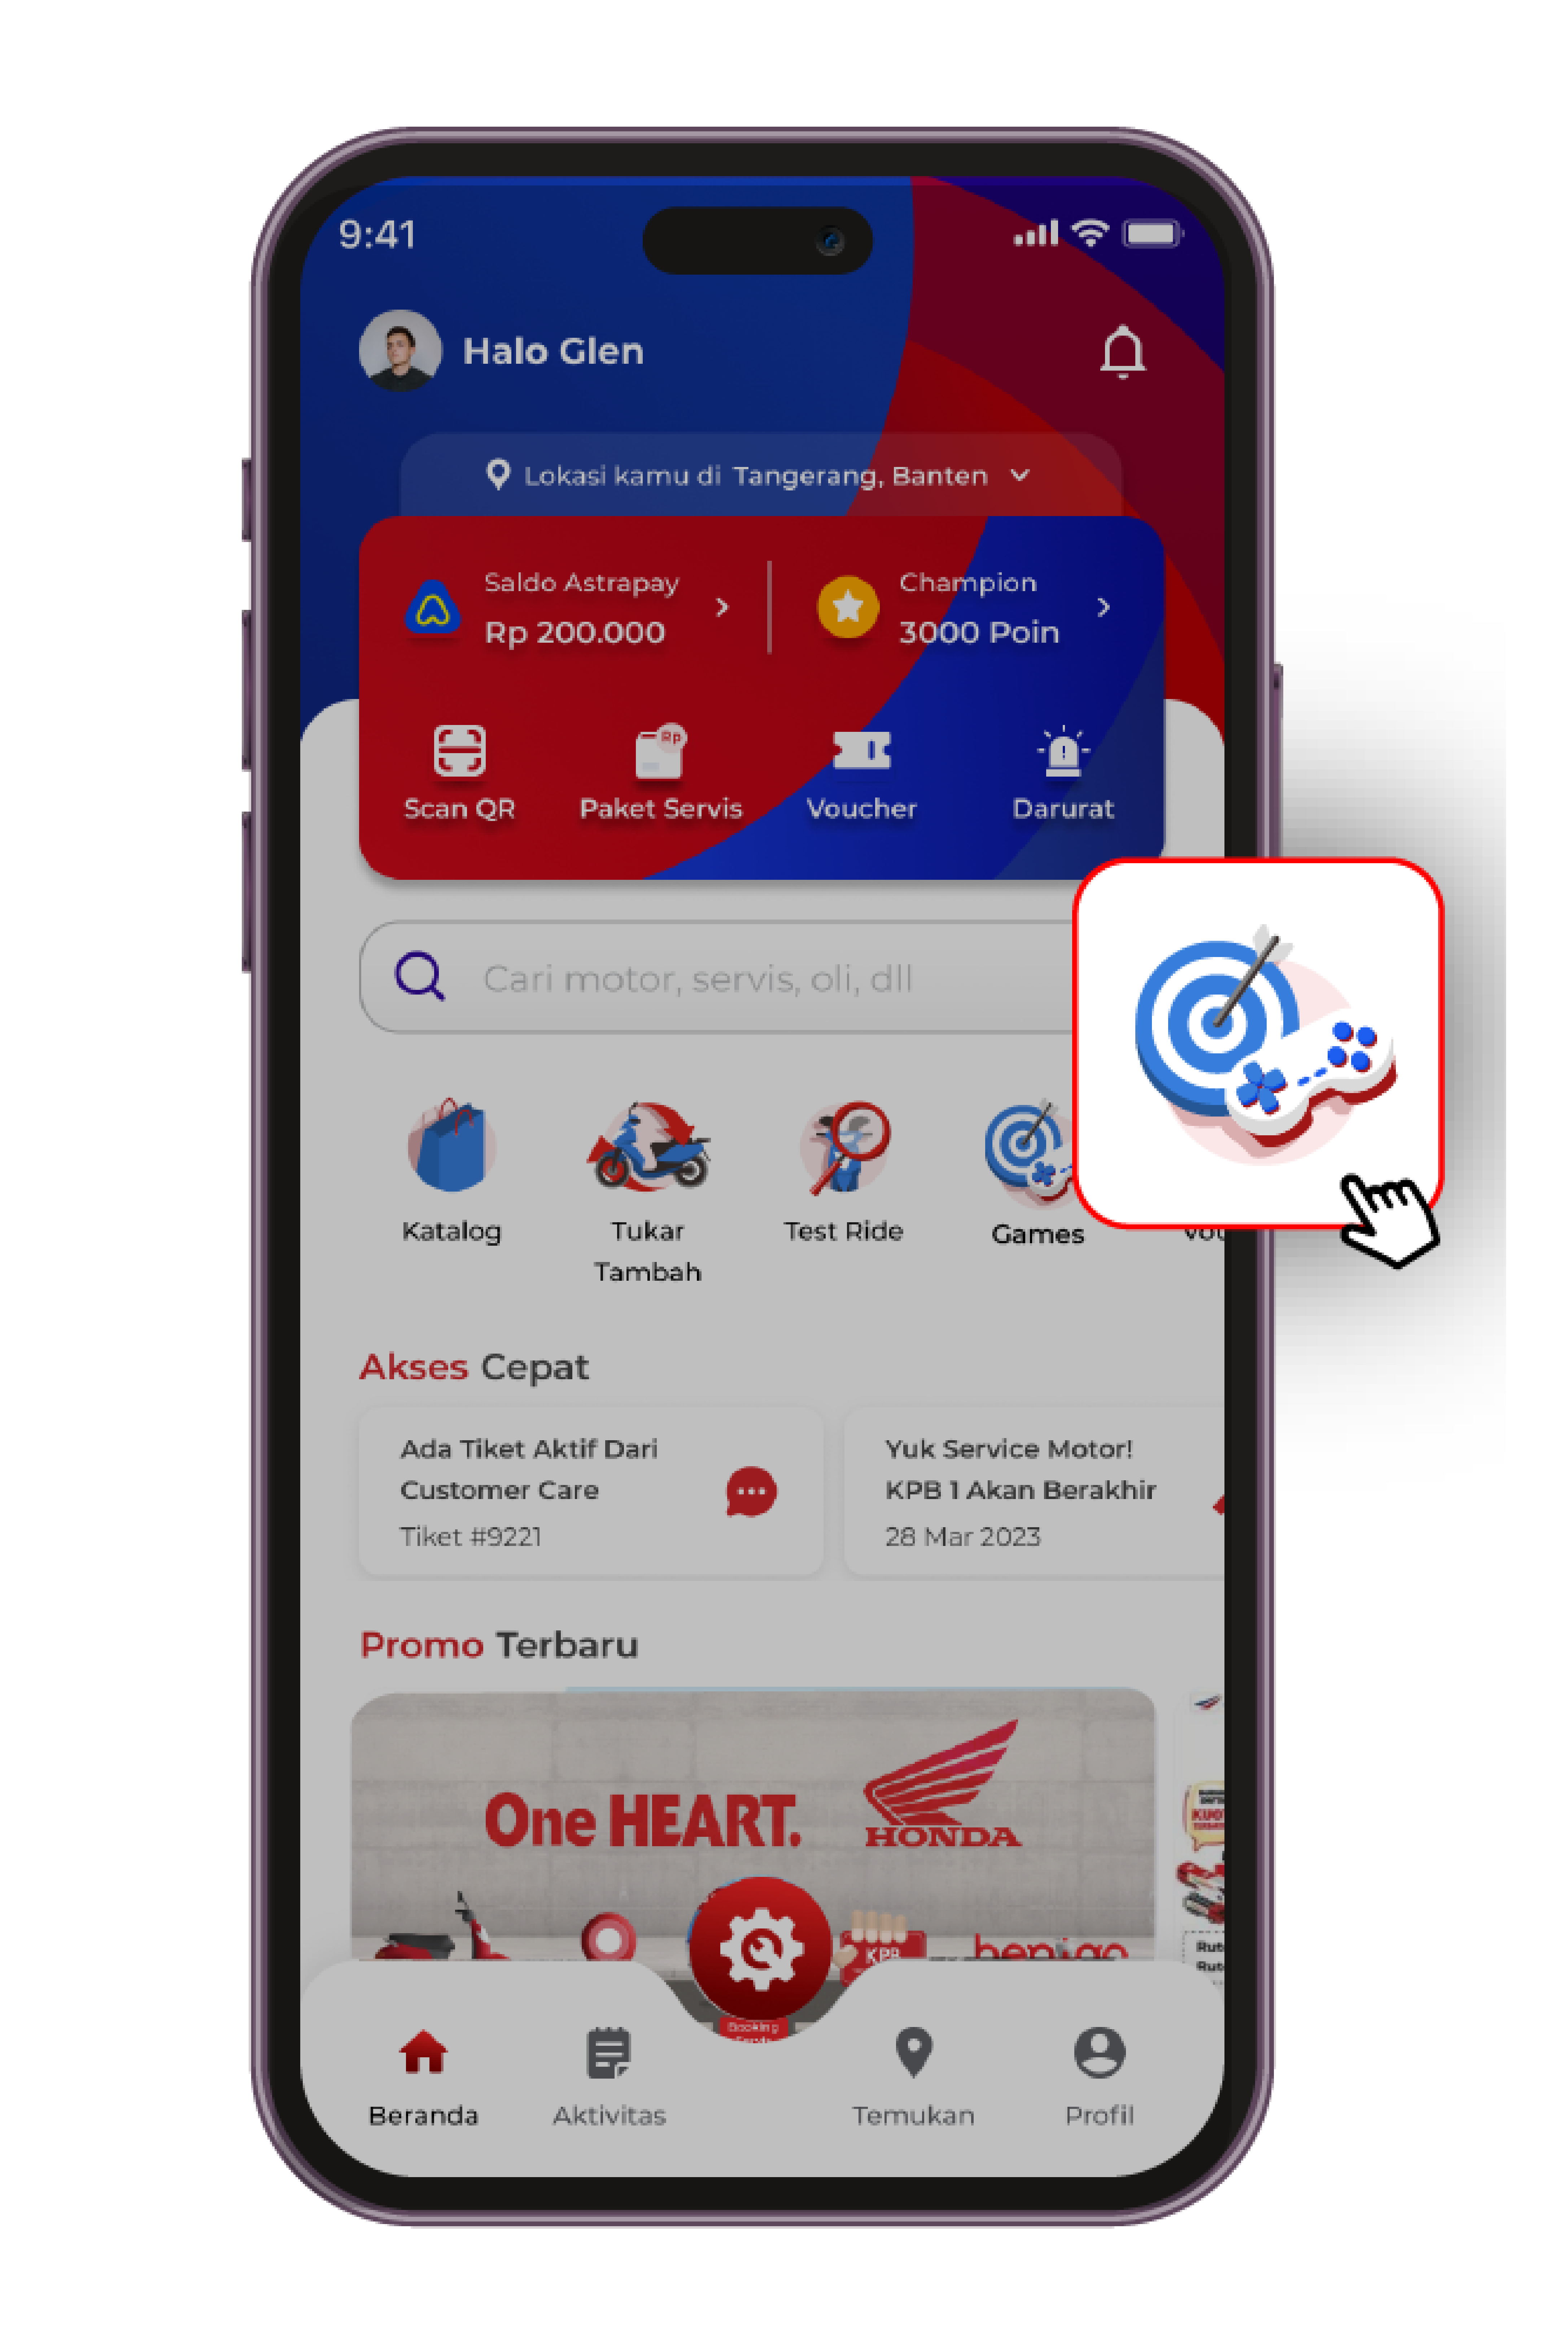 9:41
Halo Glen
Lokasi kamu di Tangerang, Banten
Saldo Astrapay
Rp 200.000
Champion
3000 Poin
Rp
Scan QR
Paket Servis
Voucher
Darurat
Cari motor, servis, oli, dll
Katalog
Tukar
Tambah
Test Ride
Games
Akses Cepat
Ada Tiket Aktif Dari
Customer Care
Tiket #9221
Yuk Service Motor!
KPB 1 Akan Berakhir
28 Mar 2023
Promo Terbaru
One HEART.
HONDA
KPB
Booking
Beranda
Aktivitas
Temukan
Profil